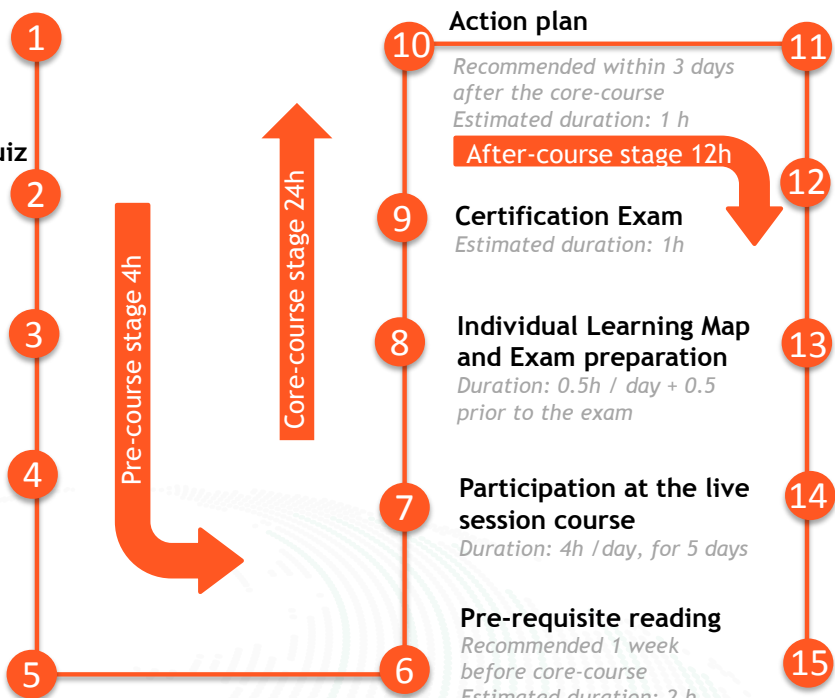 1
uiz
2
3
4
5
Pre-course stage 4h
Core-course stage 24h
10
Action plan
Recommended within 3 days
after the core-course
Estimated duration: 1 h
After-course stage 12h
9
Certification Exam
Estimated duration: 1h
8
Individual Learning Map
and Exam preparation
Duration: 0.5h / day + 0.5
prior to the exam
7
Participation at the live
session course
Duration: 4h /day, for 5 days
6
Pre-requisite reading
Recommended 1 week
before core-course
Estimated duration: 2 h
11
12
13
14
15